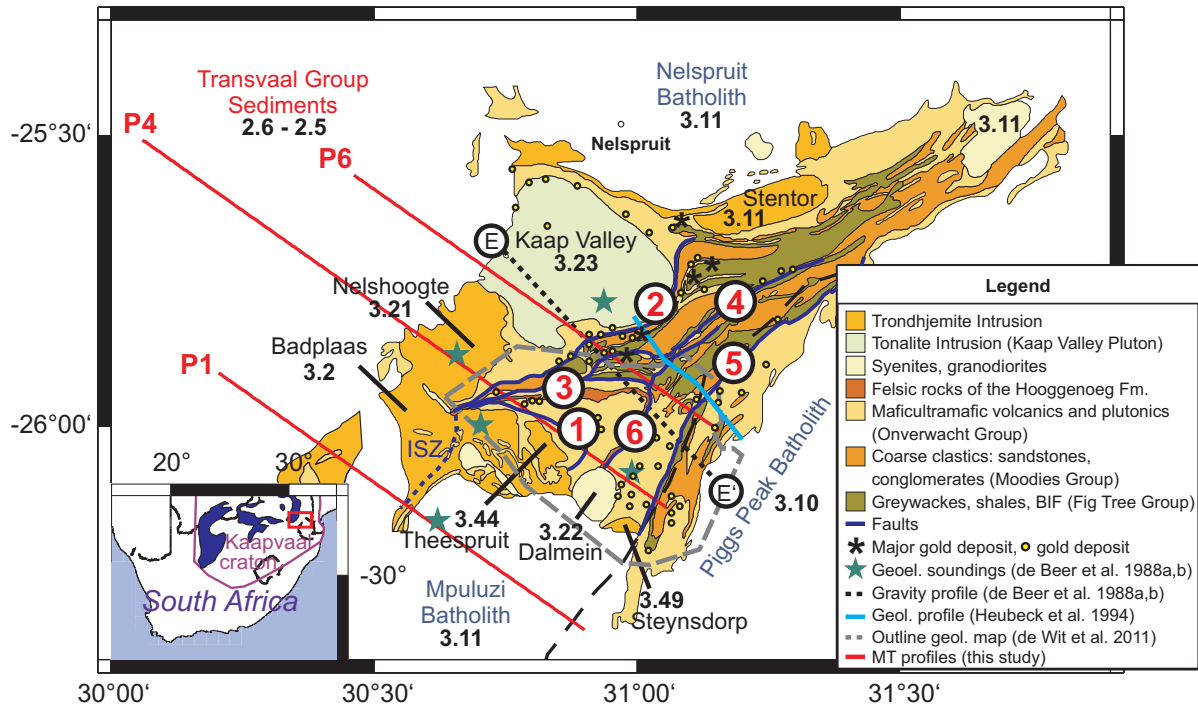 Transvaal Group
Sediments
2.6 - 2.5
Nelspruit
Batholith
3.11
P4
P6
P1
-25°30‘
-26°00‘
Nelspruit
3.11
Stentor
3.11
E
Kaap Valley
3.23
Nelshoogte
3.21
Badplaas
3.2
2
4
5
3
1
6
ISZ
E‘
3.44
Theespruit
3.22
Dalmein
3.49
Steynsdorp
Piggs Peak Batholith
3.10
Mpuluzi
Batholith
3.11
20°
30°
-30°
Kaapvaal
craton
South Africa
30°00‘
30°30‘
31°00‘
31°30‘
Legend
Trondhjemite Intrusion
Tonalite Intrusion (Kaap Valley Pluton)
Syenites, granodiorites
Felsic rocks of the Hooggenoeg Fm.
Maficultramafic volcanics and plutonics
(Onverwacht Group)
Coarse clastics: sandstones,
conglomerates (Moodies Group)
Greywackes, shales, BIF (Fig Tree Group)
Faults
Major gold deposit, gold deposit
Geoel. soundings (de Beer et al. 1988a,b)
Gravity profile (de Beer et al. 1988a,b)
Geol. profile (Heubeck et al. 1994)
Outline geol. map (de Wit et al. 2011)
MT profiles (this study)